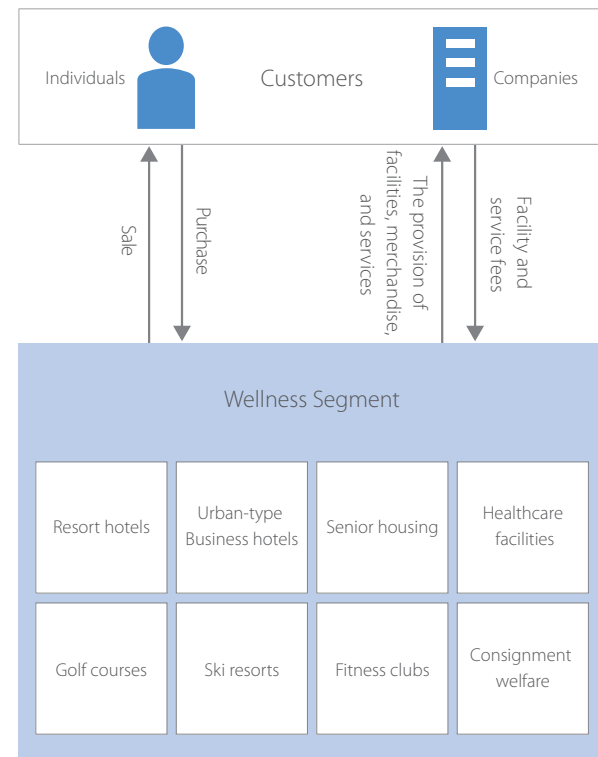 Individuals
Customers
Companies
Sale
Purchase
The provision of
facilities, merchandise,
and services
Facility and
service fees
Wellness Segment
Resort hotels
Urban-type
Business hotels
Senior housing
Healthcare
facilities
Golf courses
Ski resorts
Fitness clubs
Consignment
welfare